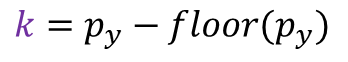 k = p_y − floor(p_y)